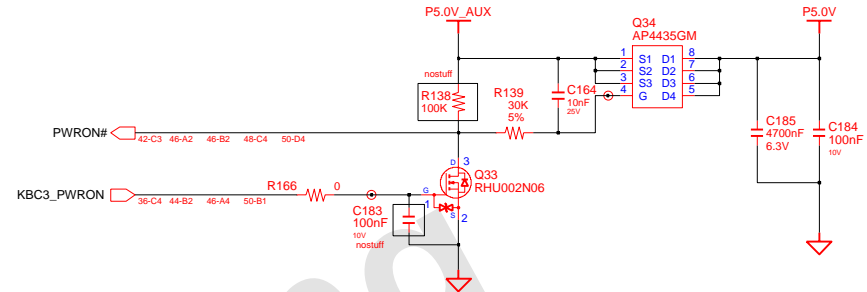 P5.0V_AUX
P5.0V
Q34
AP4435GM
1 S1 D1 8
2 S2 D2 7
3 S3 D3 6
4 G D4 5
nostuff
R138
100K
R139
30K
5%
C164
10nF
25V
C185
4700nF
6.3V
C184
100nF
10V
PWRON#
42-C3 46-A2 46-B2 48-C4 50-D4
D 3
Q33
RHU002N06
KBC3_PWRON
36-C4 44-B2 46-A4 50-B1
R166 0
G
1
S
2
C183
100nF
10V
nostuff